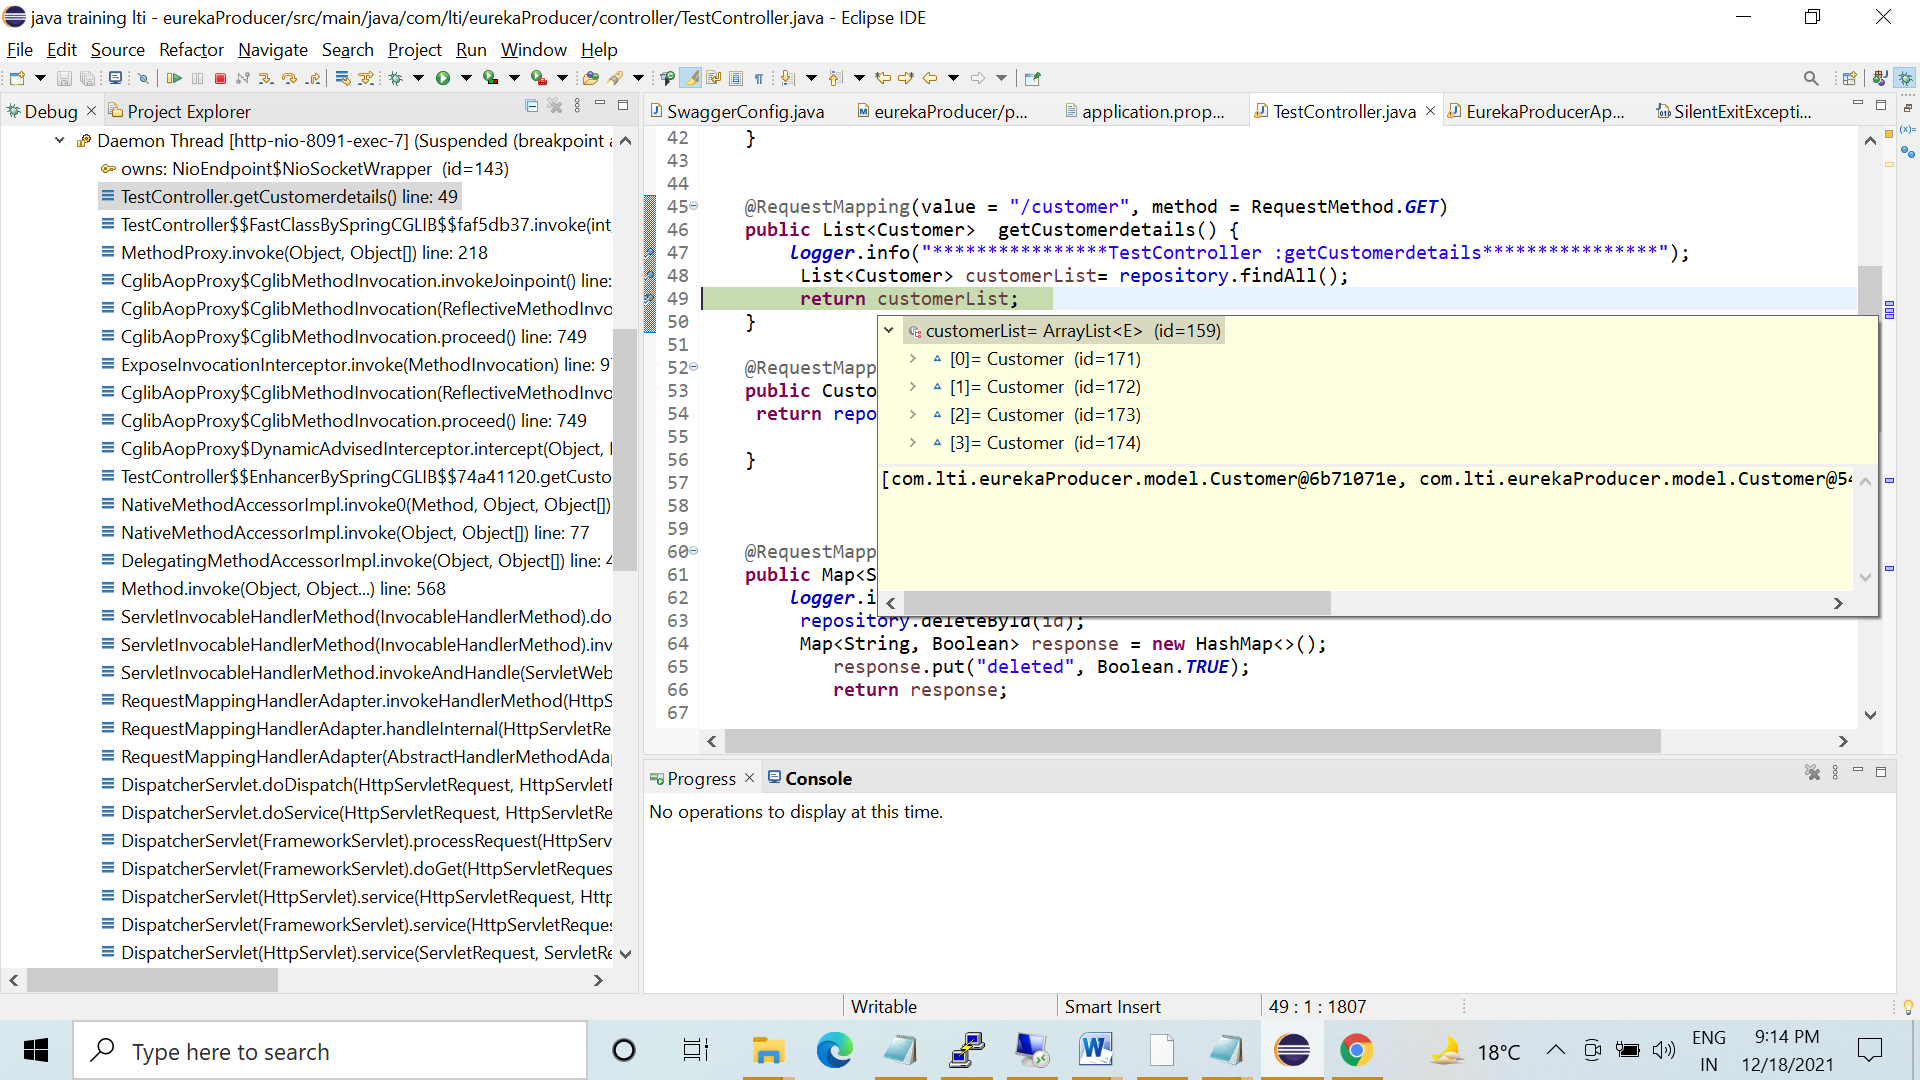 java training lti - eurekaProducer/src/main/java/com/lti/eurekaProducer/controller/TestController.java - Eclipse IDE
File Edit Source Refactor Navigate Search Project Run Window Help
Debug Project Explorer
Daemon Thread [http-nio-8091-exec-7] (Suspended (breakpoint
owns: NioEndpoint$NioSocketWrapper (id=143)
TestController.getCustomerdetails() line: 49
TestController$$FastClassBySpringCGLIB$$faf5db37.invoke(int
MethodProxy.invoke(Object, Object[]) line: 218
CglibAopProxy$CglibMethodInvocation.invokeJoinpoint() line:
CglibAopProxy$CglibMethodInvocation(ReflectiveMethodInvo
CglibAopProxy$CglibMethodInvocation.proceed() line: 749
ExposeInvocationInterceptor.invoke(MethodInvocation) line: 9
CglibAopProxy$CglibMethodInvocation(ReflectiveMethodInvo
CglibAopProxy$CglibMethodInvocation.proceed() line: 749
CglibAopProxy$DynamicAdvisedInterceptor.intercept(Object,
TestController$$EnhancerBySpringCGLIB$$74a41120.getCusto
NativeMethodAccessorImpl.invoke0(Method, Object, Object[])
NativeMethodAccessorImpl.invoke(Object, Object[]) line: 77
DelegatingMethodAccessorImpl.invoke(Object, Object[]) line: 4
Method.invoke(Object, Object...) line: 568
ServletInvocableHandlerMethod(InvocableHandlerMethod).do
ServletInvocableHandlerMethod(InvocableHandlerMethod).inv
ServletInvocableHandlerMethod.invokeAndHandle(ServletWeb
RequestMappingHandlerAdapter.invokeHandlerMethod(HttpS
RequestMappingHandlerAdapter.handleInternal(HttpServletRe
RequestMappingHandlerAdapter(AbstractHandlerMethodAda
DispatcherServlet.doDispatch(HttpServletRequest, HttpServlet
DispatcherServlet.doService(HttpServletRequest, HttpServletRe
DispatcherServlet(FrameworkServlet).processRequest(HttpServ
DispatcherServlet(FrameworkServlet).doGet(HttpServletReques
DispatcherServlet(HttpServlet).service(HttpServletRequest, Http
DispatcherServlet(FrameworkServlet).service(HttpServletReque
DispatcherServlet(HttpServlet).service(ServletRequest, ServletRe
SwaggerConfig.java eurekaProducer/p... application.prop... TestController.java EurekaProducerAp... SilentExitExcepti...
42 }
43
44
45 @RequestMapping(value = "/customer", method = RequestMethod.GET)
46 public List<Customer> getCustomerdetails() {
47 logger.info("****************TestController :getCustomerdetails****************");
48 List<Customer> customerList= repository.findAll();
49 return customerList;
50 }
51
52 @RequestMapp
53 public Custo
54 return repo
55
56 }
57
58
59
60 @RequestMapp
61 public Map<S
62 logger.i
63 repository.deleteById(id);
64 Map<String, Boolean> response = new HashMap<>();
65 response.put("deleted", Boolean.TRUE);
66 return response;
67
customerList= ArrayList<E> (id=159)
[0]= Customer (id=171)
[1]= Customer (id=172)
[2]= Customer (id=173)
[3]= Customer (id=174)
[com.lti.eurekaProducer.model.Customer@6b71071e, com.lti.eurekaProducer.model.Customer@54
Progress Console
No operations to display at this time.
Writable Smart Insert 49 : 1 : 1807
Type here to search
18°C
ENG
IN
9:14 PM
12/18/2021